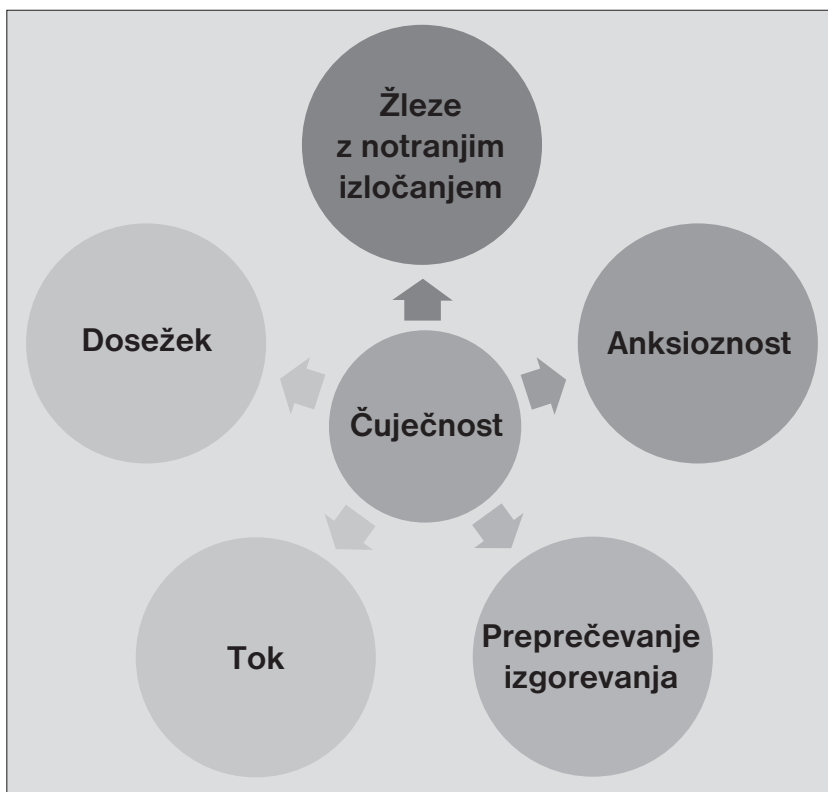 Žleze
z notranjim
izločanjem
Dosežek
Anksioznost
Čuječnost
Tok
Preprečevanje
izgorevanja